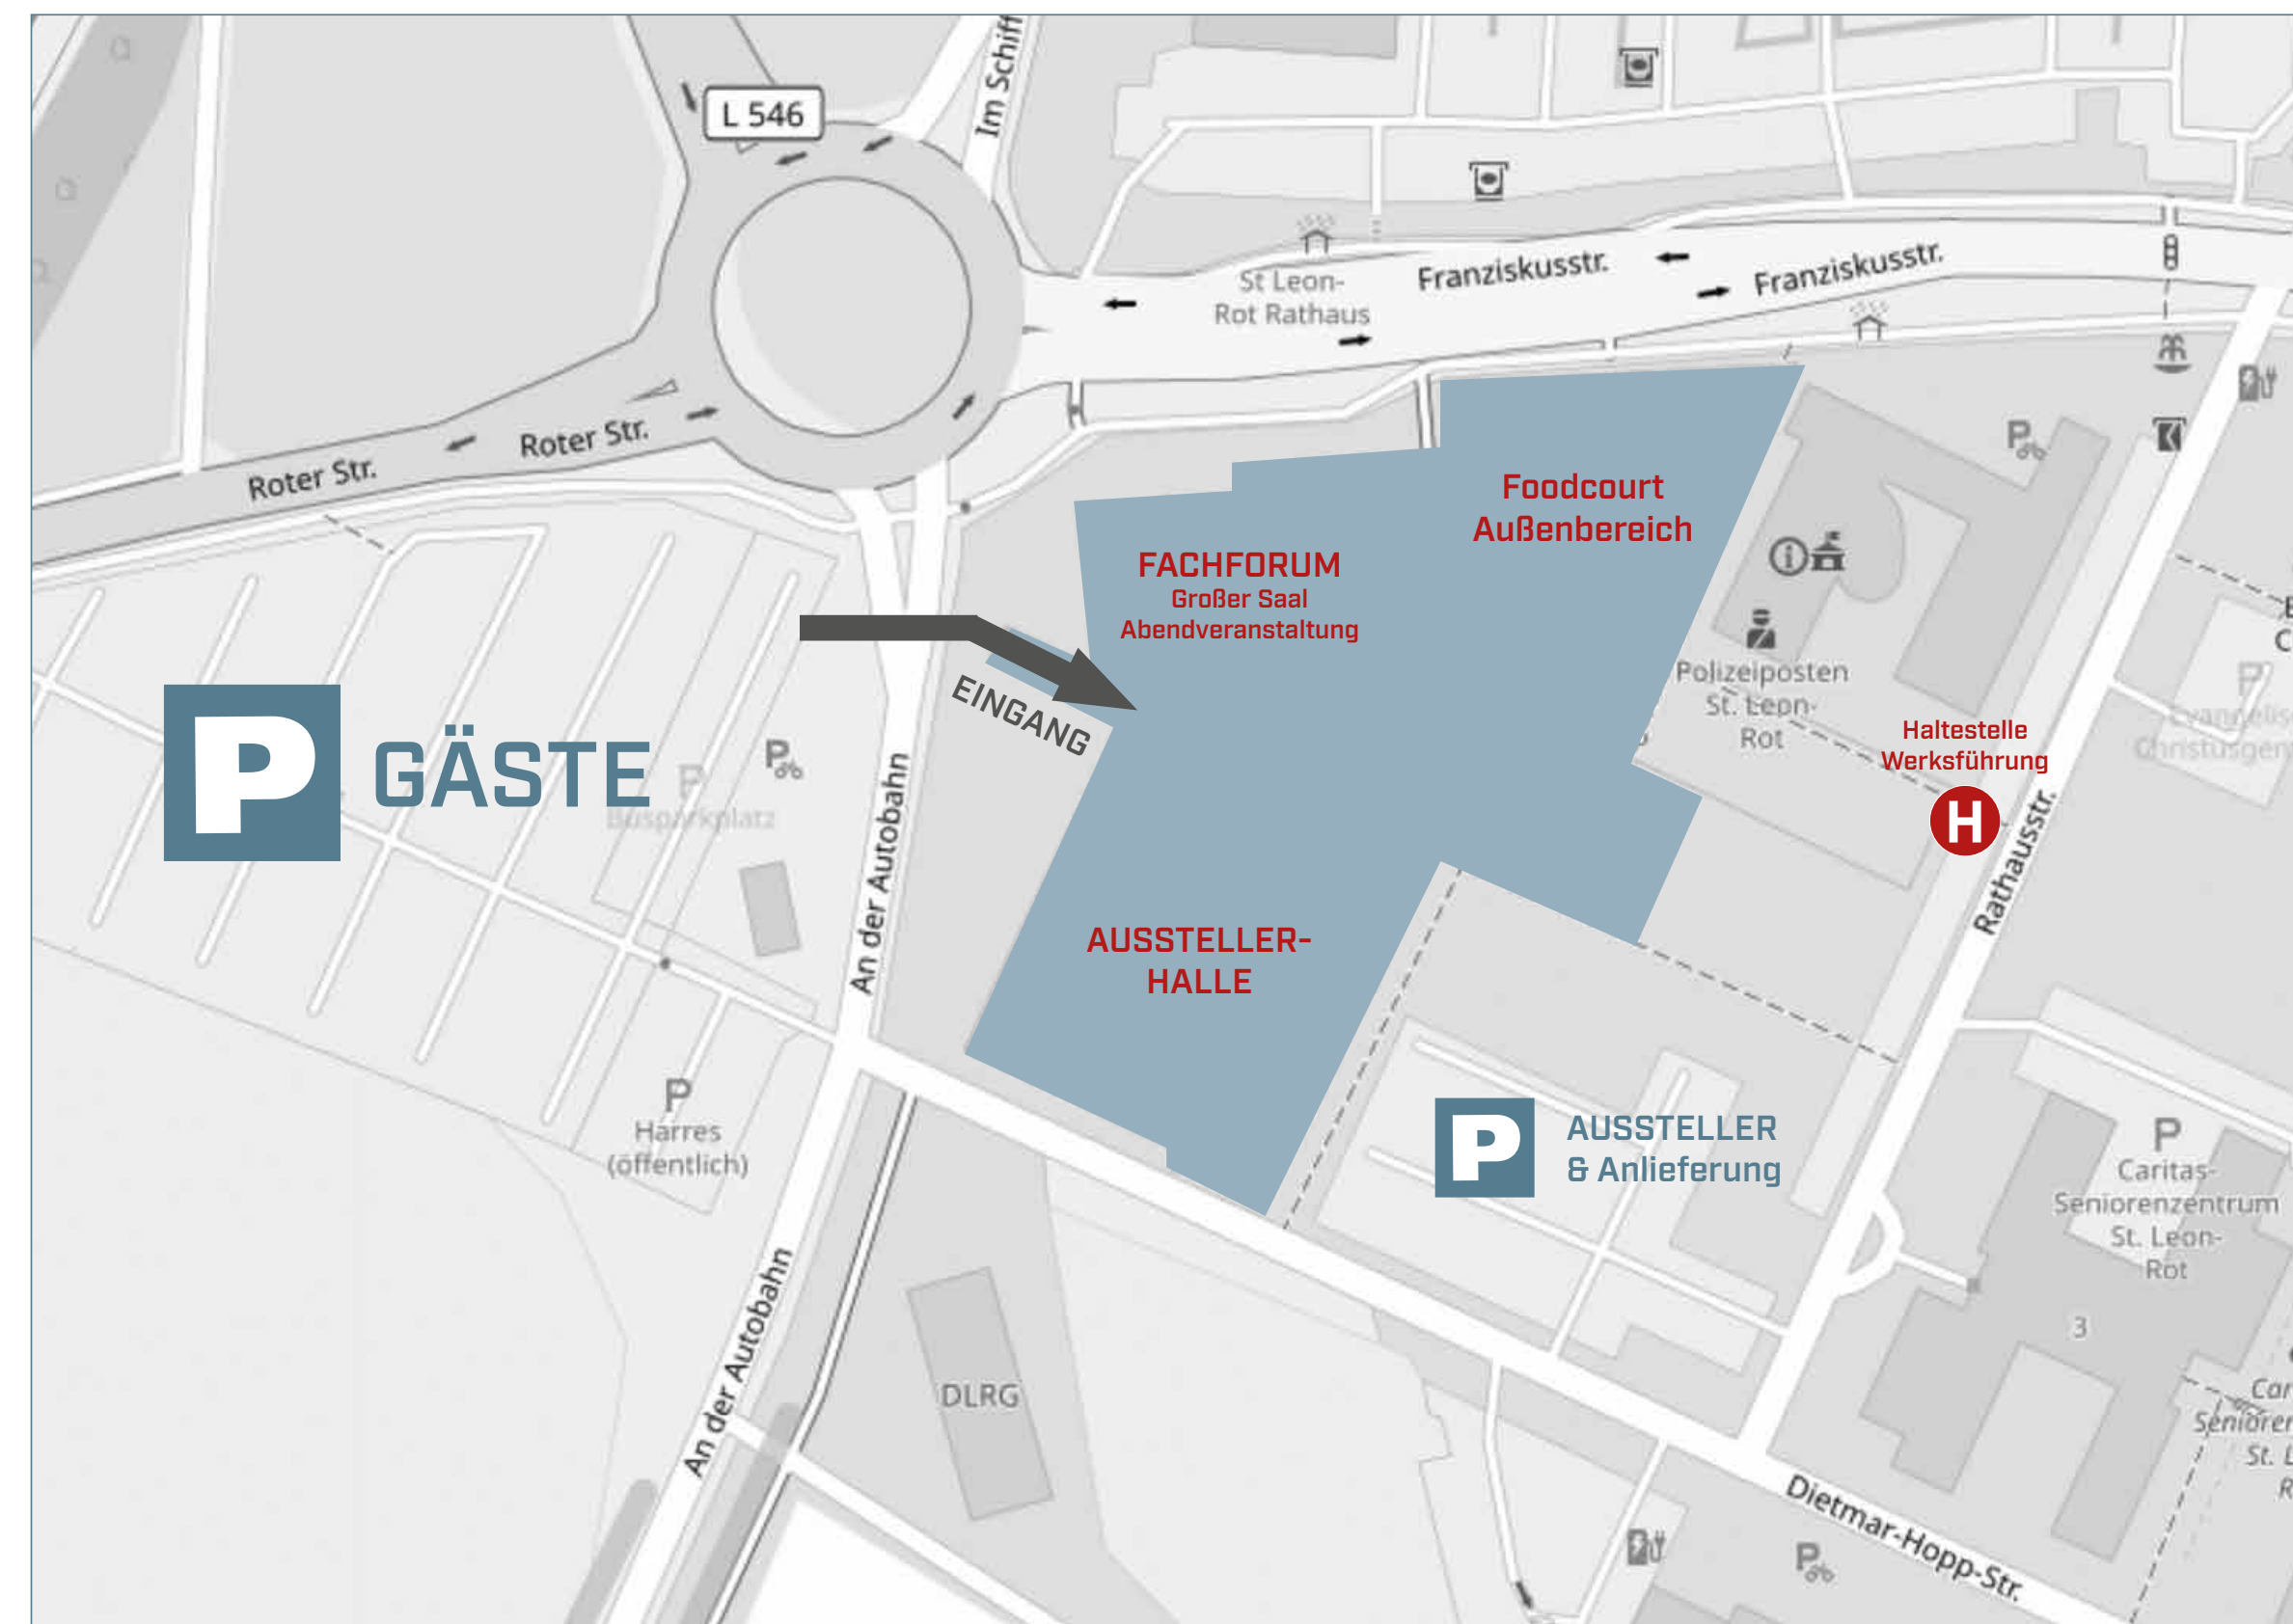 Im Schiff
L 546
St Leon-
Rot Rathaus
Franziskusstr.
Franziskusstr.
Roter Str.
Roter Str.
Foodcourt
Außenbereich
FACHFORUM
Großer Saal
Abendveranstaltung
EINGANG
P GÄSTE
P
Busparkplatz
P
An der Autobahn
Polizeiposten
St. Leon-
Rot
Haltestelle
Werksführung
H
Rathausstr.
P
P
AUSSTELLER-
HALLE
P
Harres
(öffentlich)
P AUSSTELLER
& Anlieferung
P
Caritas-
Seniorenzentrum
St. Leon-
Rot
3
An der Autobahn
DLRG
Dietmar-Hopp-Str.
P
St. L